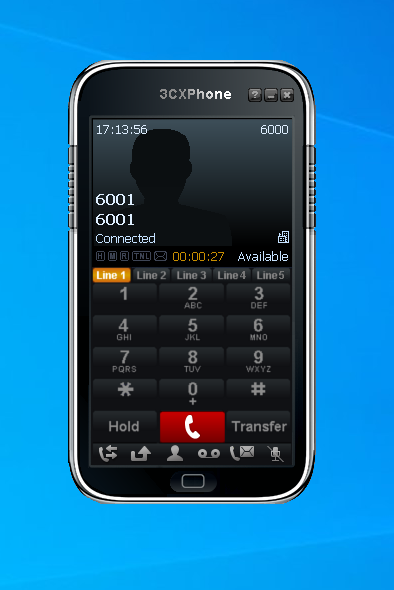 3CXPhone ? 
17:13:56 6000
6001
6001
Connected
H M R TNL 00:00:27 Available
Line 1 Line 2 Line 3 Line 4 Line 5
1 2 3
ABC DEF
4 5 6
GHI JKL MNO
7 8 9
PQRS TUV WXYZ
* 0 #
+
Hold Transfer